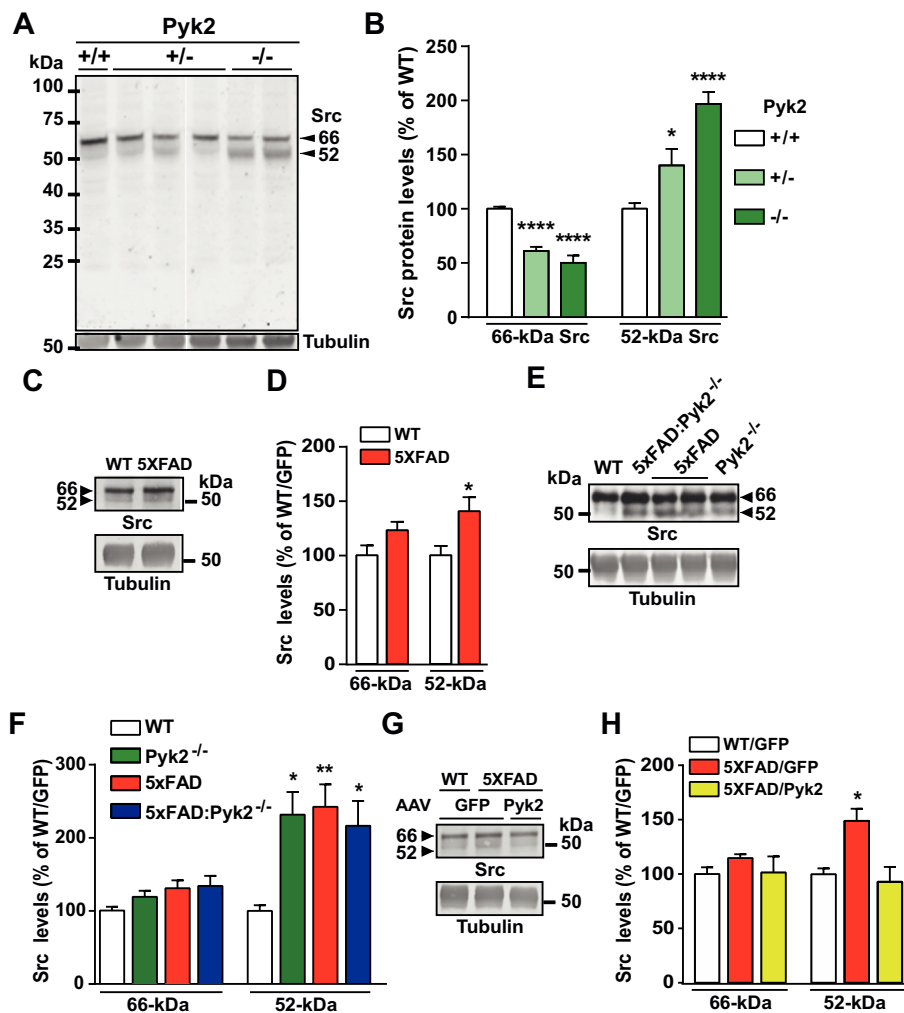 A
Pyk2
+/+ +/- -/-
kDa
100
75
50
40
35
25
50
Src
66
52
Tubulin
B
Src protein levels (% of WT)
250
200
150
100
50
0
**** ****
* ****
66-kDa Src 52-kDa Src
Pyk2
+/+
+/-
-/-
C
WT 5XFAD
kDa
66
52
50
Src
50
Tubulin
D
Src levels (% of WT/GFP)
200
150
100
50
0
WT
5XFAD
*
66-kDa 52-kDa
E
WT 5xFAD:Pyk2-/- 5xFAD Pyk2-/-
kDa
50
66
52
Src
50
Tubulin
F
Src levels (% of WT/GFP)
300
200
100
0
WT
Pyk2 -/-
5xFAD
5xFAD:Pyk2-/-
* ** *
66-kDa 52-kDa
G
WT 5XFAD
AAV GFP Pyk2
kDa
66
52
50
Src
50
Tubulin
H
Src levels (% of WT/GFP)
200
150
100
50
0
WT/GFP
5XFAD/GFP
5XFAD/Pyk2
*
66-kDa 52-kDa